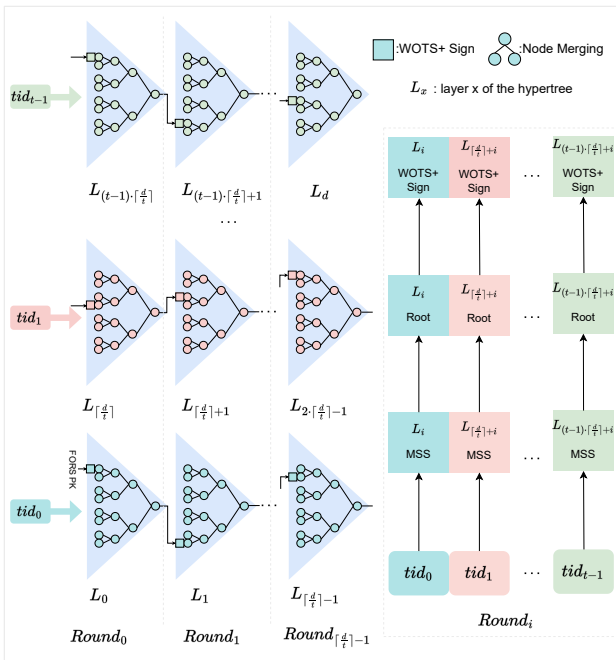 :WOTS+ Sign
:Node Merging
L_x : layer x of the hypertree
tid_{t−1}
L_{(t−1)·⌈d/t⌉}
L_{(t−1)·⌈d/t⌉+1}
L_d
...
tid_1
L_{⌈d/t⌉}
L_{⌈d/t⌉+1}
L_{2·⌈d/t⌉−1}
FORS PK
tid_0
L_0
L_1
L_{⌈d/t⌉−1}
Round_0
Round_1
Round_{⌈d/t⌉−1}
L_i L_{⌈d/t⌉+i} L_{(t−1)·⌈d/t⌉+i}
WOTS+ WOTS+ ... WOTS+
Sign Sign Sign
L_i L_{⌈d/t⌉+i} L_{(t−1)·⌈d/t⌉+i}
Root Root ... Root
L_i L_{⌈d/t⌉+i} L_{(t−1)·⌈d/t⌉+i}
MSS MSS ... MSS
tid_0 tid_1 ... tid_{t−1}
Round_i